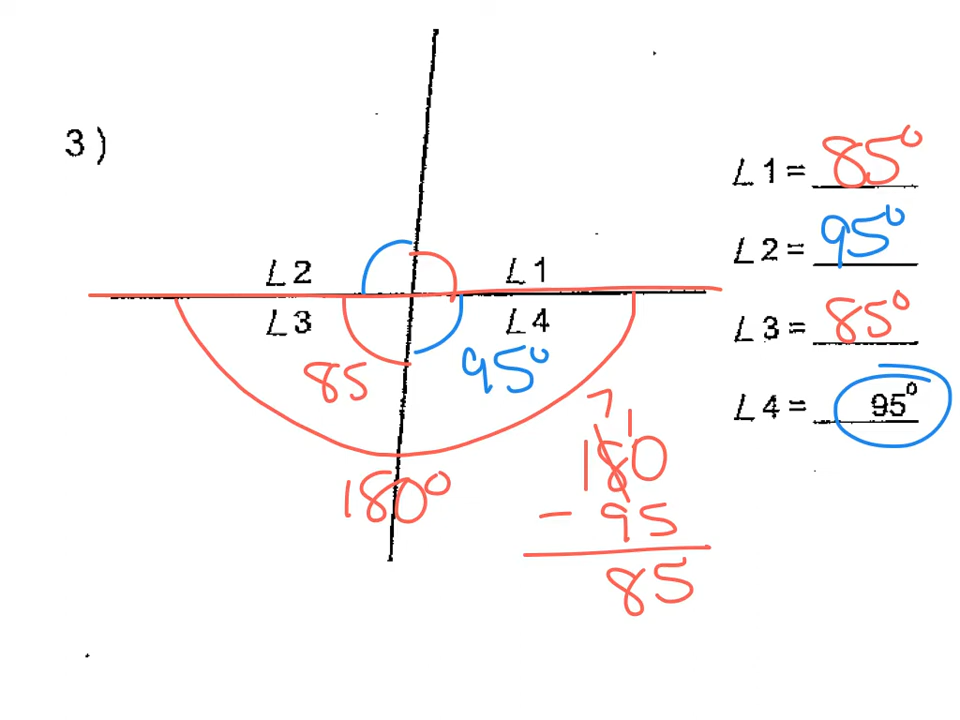 3)
∠1 = 85°
∠2 = 95°
∠3 = 85°
∠4 = 95°
∠2 ∠1
∠3 ∠4
85 95°
180°
7 1
180
- 95
85